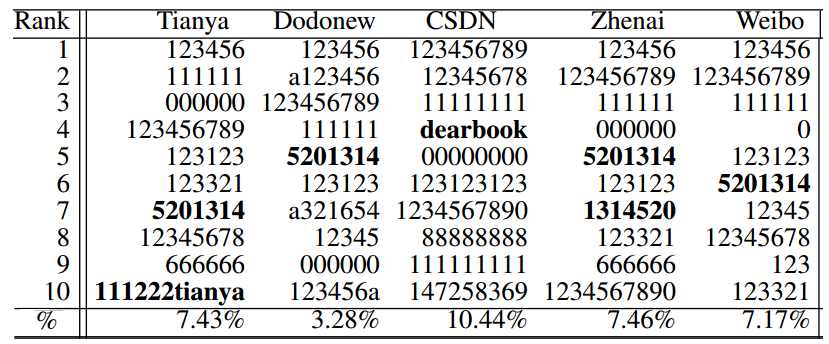 Rank Tianya Dodonew CSDN Zhenai Weibo
1 123456 123456 123456789 123456 123456
2 111111 a123456 12345678 123456789 123456789
3 000000 123456789 11111111 111111 111111
4 123456789 111111 dearbook 000000 0
5 123123 5201314 00000000 5201314 123123
6 123321 123123 123123123 123123 5201314
7 5201314 a321654 1234567890 1314520 12345
8 12345678 12345 88888888 123321 12345678
9 666666 000000 111111111 666666 123
10 111222tianya 123456a 147258369 1234567890 123321
% 7.43% 3.28% 10.44% 7.46% 7.17%